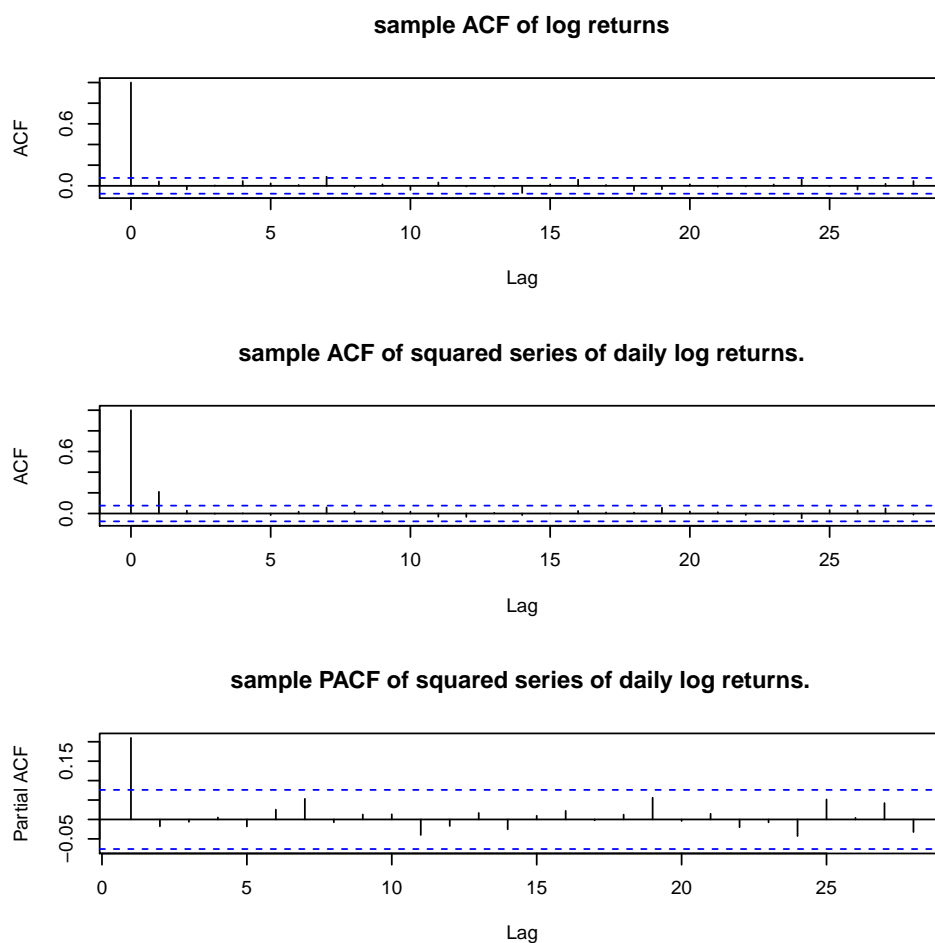 sample ACF of log returns
ACF
0.0 0.6
0 5 10 15 20 25
Lag
sample ACF of squared series of daily log returns.
ACF
0.0 0.6
0 5 10 15 20 25
Lag
sample PACF of squared series of daily log returns.
Partial ACF
−0.05 0.15
0 5 10 15 20 25
Lag